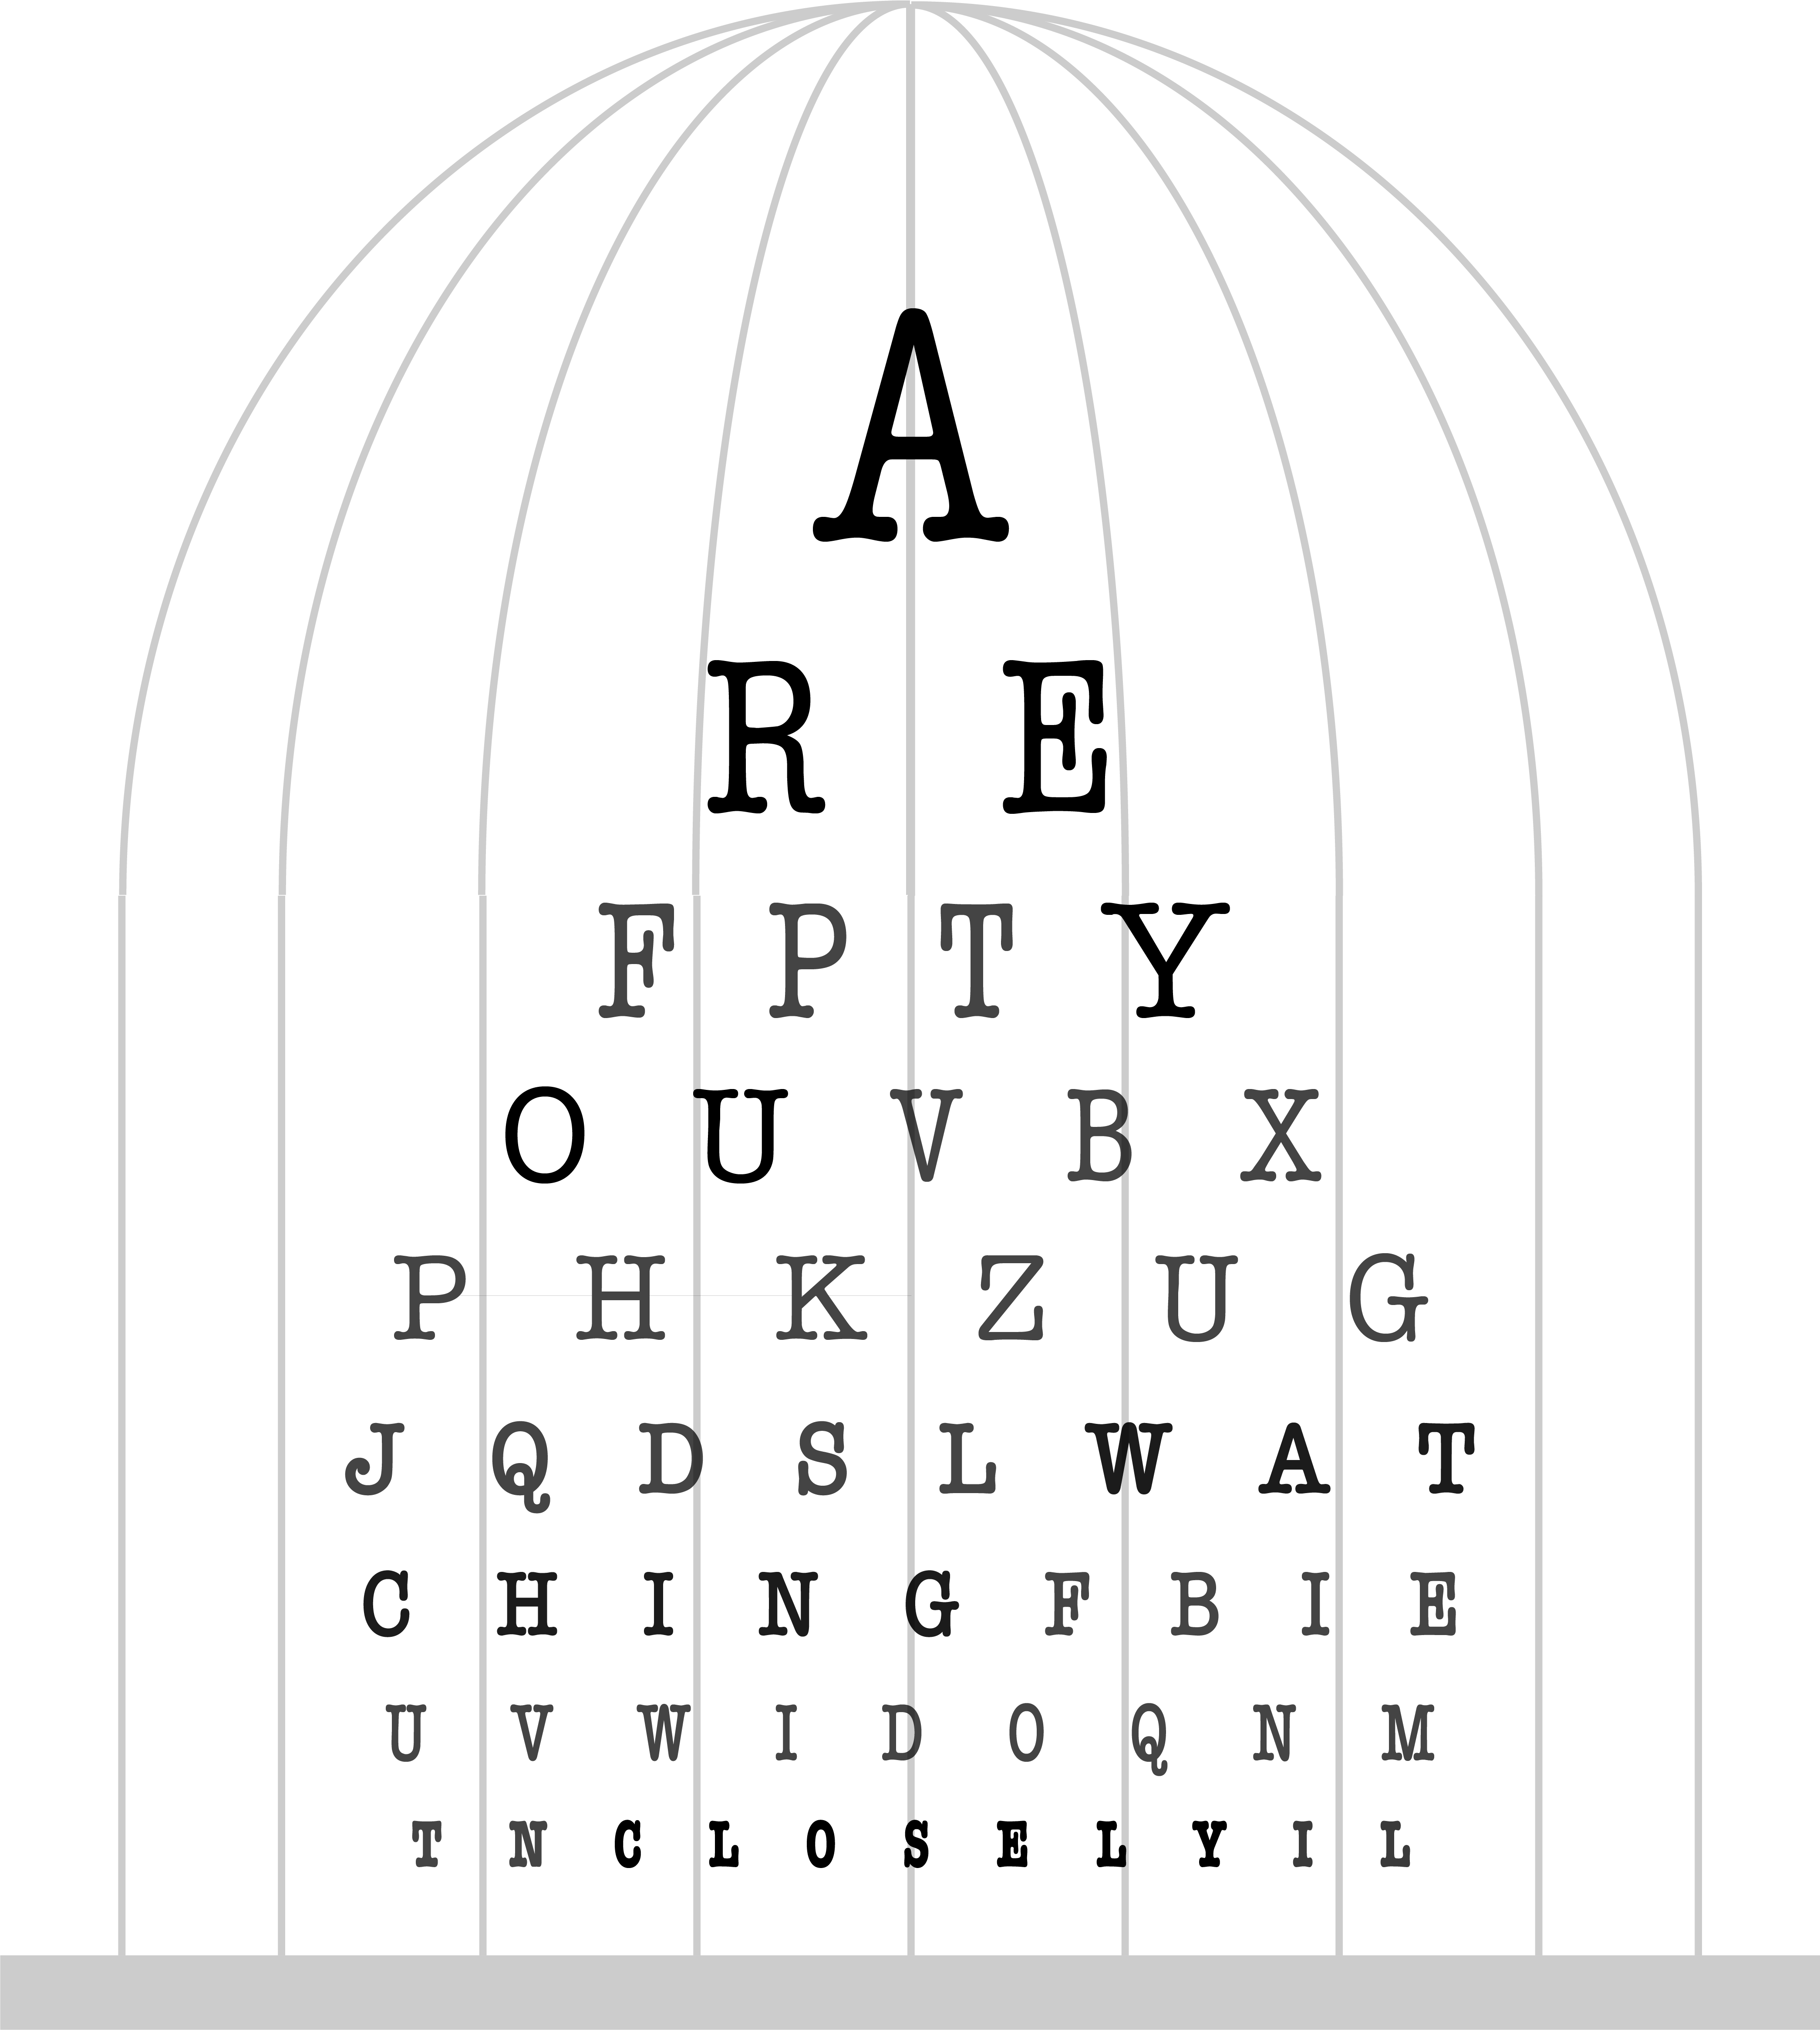 A
R E
F P T Y
O U V B X
P H K Z U G
J Q D S L W A T
C H I N G F B I E
U V W I D O Q N M
T N C L O S E L Y I L